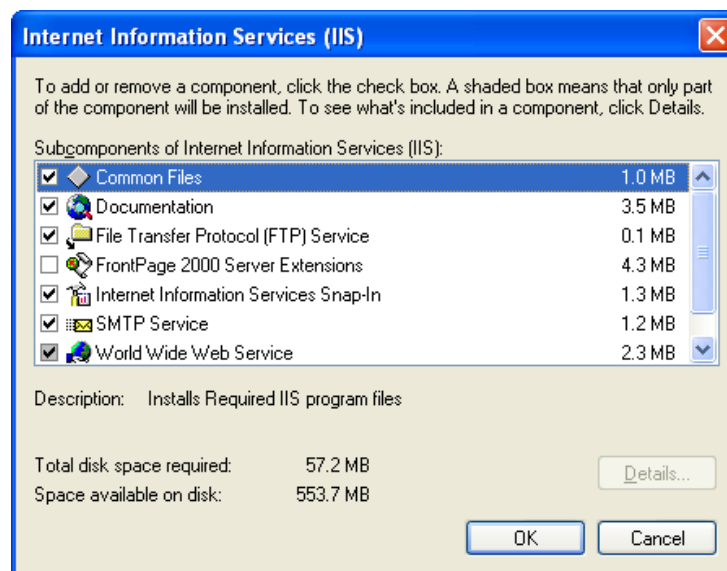 Internet Information Services (IIS)
To add or remove a component, click the check box. A shaded box means that only part
of the component will be installed. To see what's included in a component, click Details.
Subcomponents of Internet Information Services (IIS):
Common Files 1.0 MB
Documentation 3.5 MB
File Transfer Protocol (FTP) Service 0.1 MB
FrontPage 2000 Server Extensions 4.3 MB
Internet Information Services Snap-In 1.3 MB
SMTP Service 1.2 MB
World Wide Web Service 2.3 MB
Description: Installs Required IIS program files
Total disk space required: 57.2 MB
Space available on disk: 553.7 MB
Details...
OK Cancel